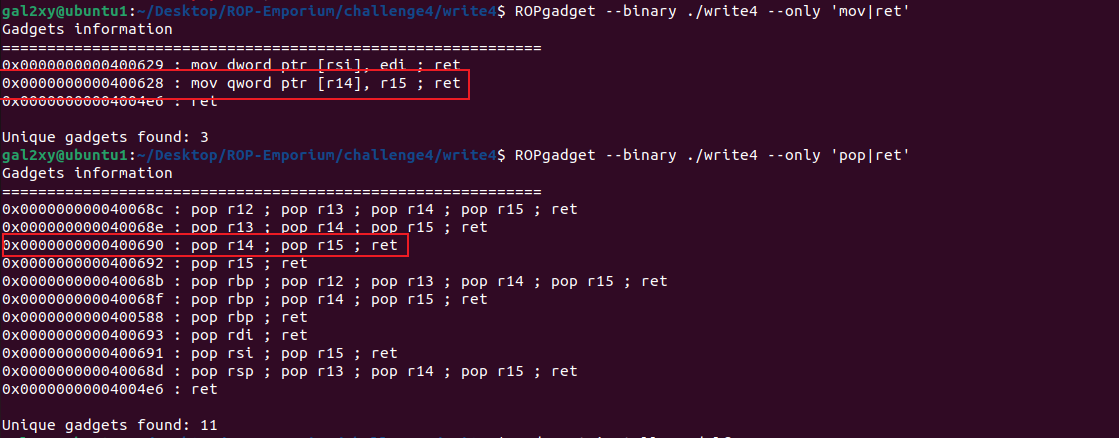 gal2xy@ubuntu1:~/Desktop/ROP-Emporium/challenge4/write4$ ROPgadget --binary ./write4 --only 'mov|ret'
Gadgets information
============================================================
0x0000000000400629 : mov dword ptr [rsi], edi ; ret
0x0000000000400628 : mov qword ptr [r14], r15 ; ret
0x00000000004004e6 : ret
Unique gadgets found: 3
gal2xy@ubuntu1:~/Desktop/ROP-Emporium/challenge4/write4$ ROPgadget --binary ./write4 --only 'pop|ret'
Gadgets information
============================================================
0x000000000040068c : pop r12 ; pop r13 ; pop r14 ; pop r15 ; ret
0x000000000040068e : pop r13 ; pop r14 ; pop r15 ; ret
0x0000000000400690 : pop r14 ; pop r15 ; ret
0x0000000000400692 : pop r15 ; ret
0x000000000040068b : pop rbp ; pop r12 ; pop r13 ; pop r14 ; pop r15 ; ret
0x000000000040068f : pop rbp ; pop r14 ; pop r15 ; ret
0x0000000000400588 : pop rbp ; ret
0x0000000000400693 : pop rdi ; ret
0x0000000000400691 : pop rsi ; pop r15 ; ret
0x000000000040068d : pop rsp ; pop r13 ; pop r14 ; pop r15 ; ret
0x00000000004004e6 : ret
Unique gadgets found: 11